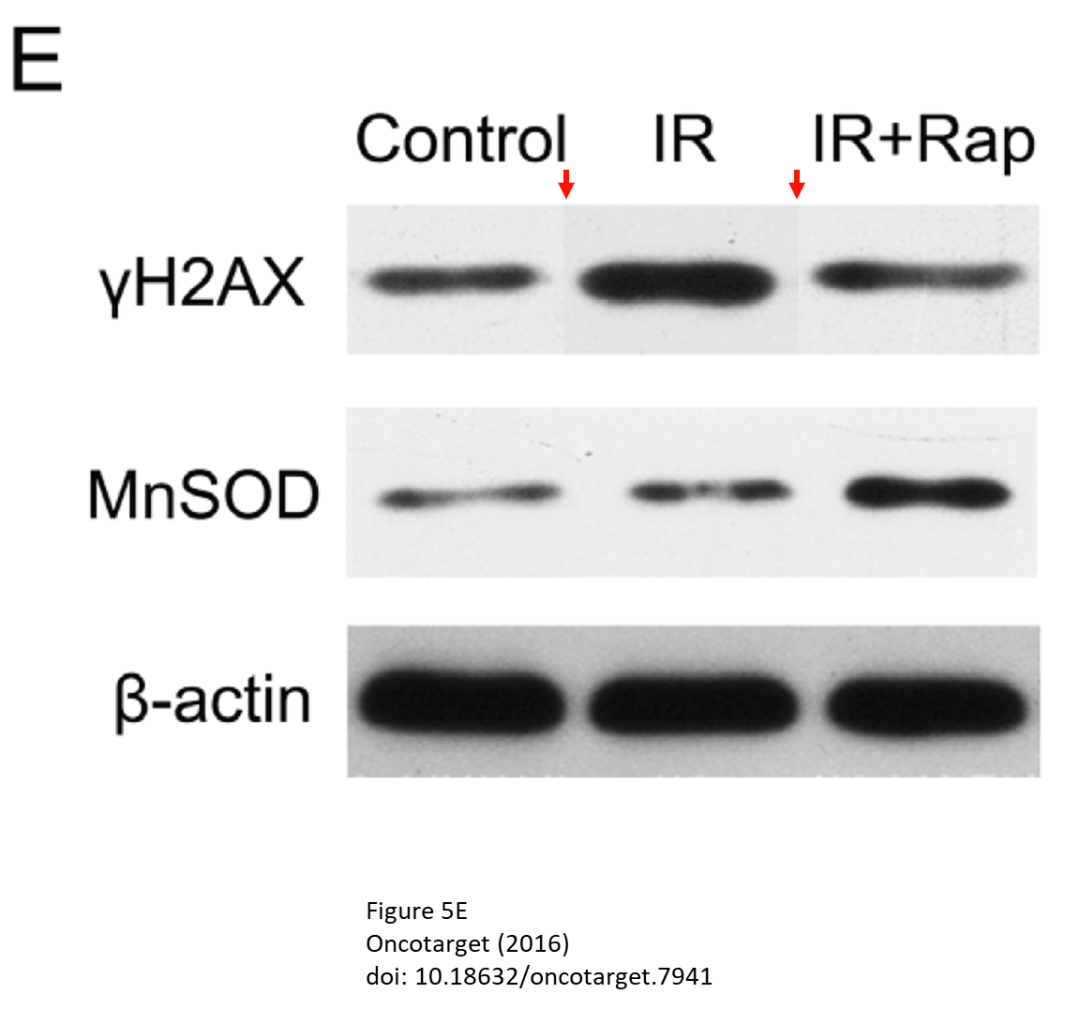 E
Control IR IR+Rap
γH2AX
MnSOD
β-actin
Figure 5E
Oncotarget (2016)
doi: 10.18632/oncotarget.7941